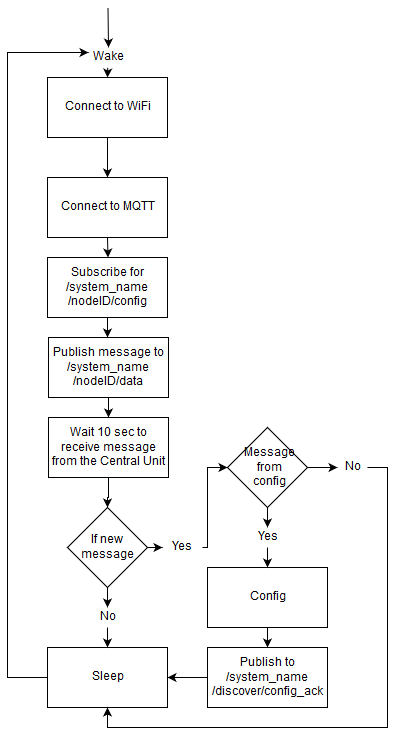 Wake
Connect to WiFi
Connect to MQTT
Subscribe for
/system_name
/nodeID/config
Publish message to
/system_name
/nodeID/data
Wait 10 sec to
receive message
from the Central Unit
If new
message
Yes
No
Message
from
config
No
Yes
Config
Publish to
/system_name
/discover/config_ack
Sleep